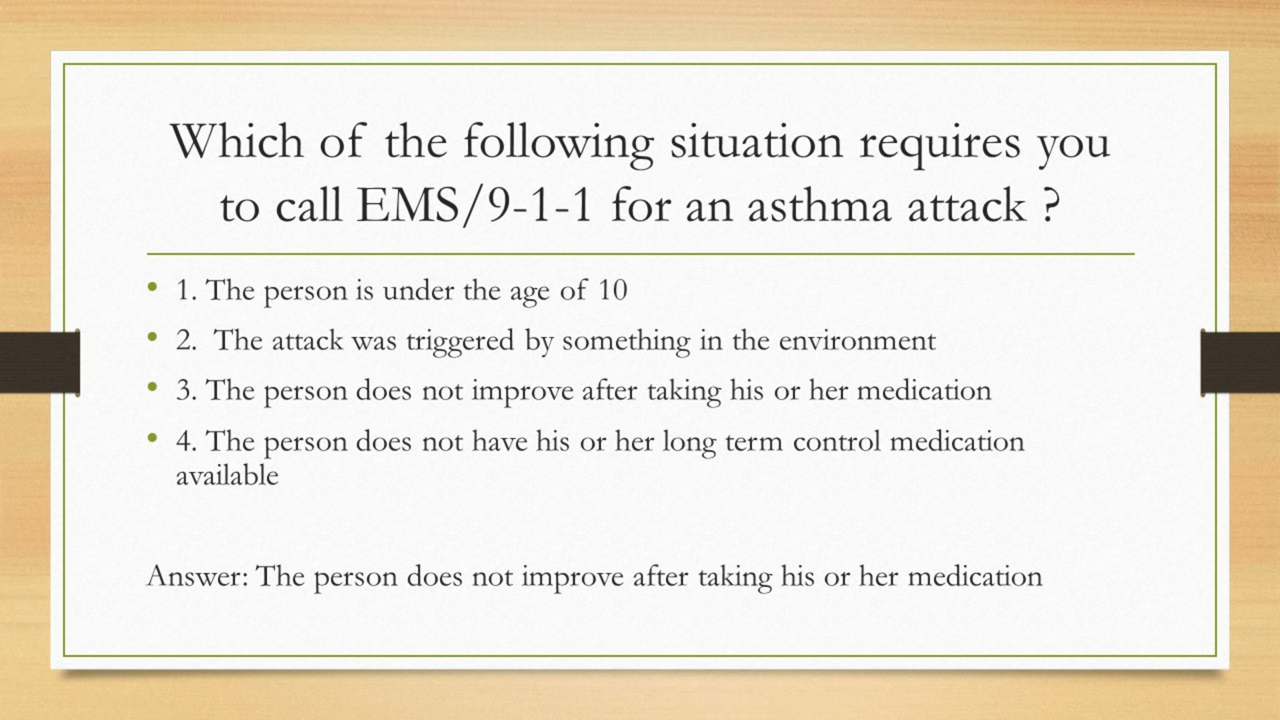 Which of the following situation requires you
to call EMS/9-1-1 for an asthma attack ?
• 1. The person is under the age of 10
• 2.  The attack was triggered by something in the environment
• 3. The person does not improve after taking his or her medication
• 4. The person does not have his or her long term control medication
available
Answer: The person does not improve after taking his or her medication